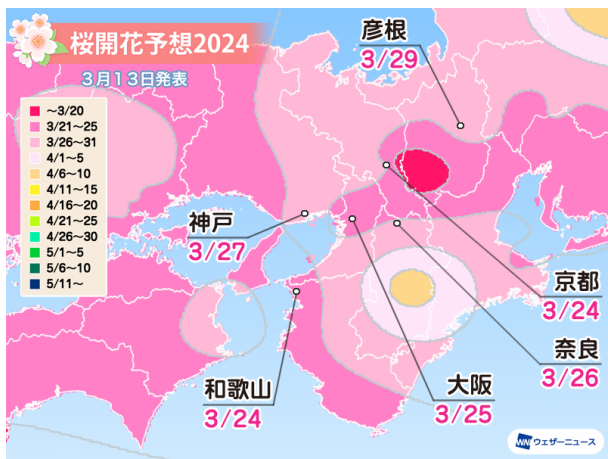 桜開花予想2024
3月13日発表
～3/20
3/21～25
3/26～31
4/1～5
4/6～10
4/11～15
4/16～20
4/21～25
4/26～30
5/1～5
5/6～10
5/11～
彦根
3/29
神戸
3/27
京都
3/24
奈良
3/26
大阪
3/25
和歌山
3/24
WN ウェザーニュース